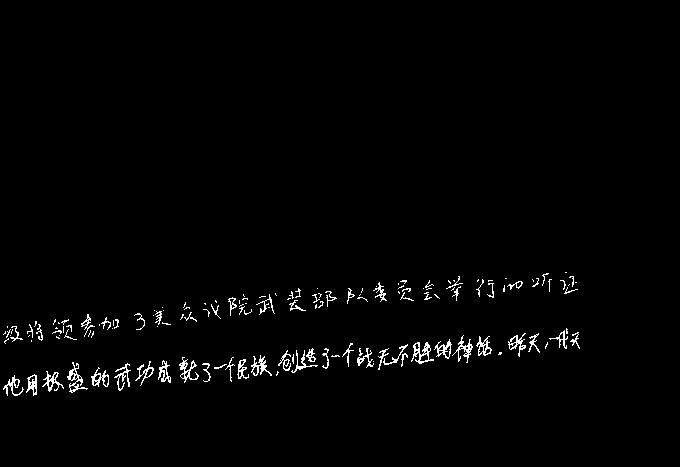 级将领参加了美众议院武装部队委员会举行的听证
他用极盛的武功成就了一个民族,创造了一个战无不胜的神话。昨天,一代天